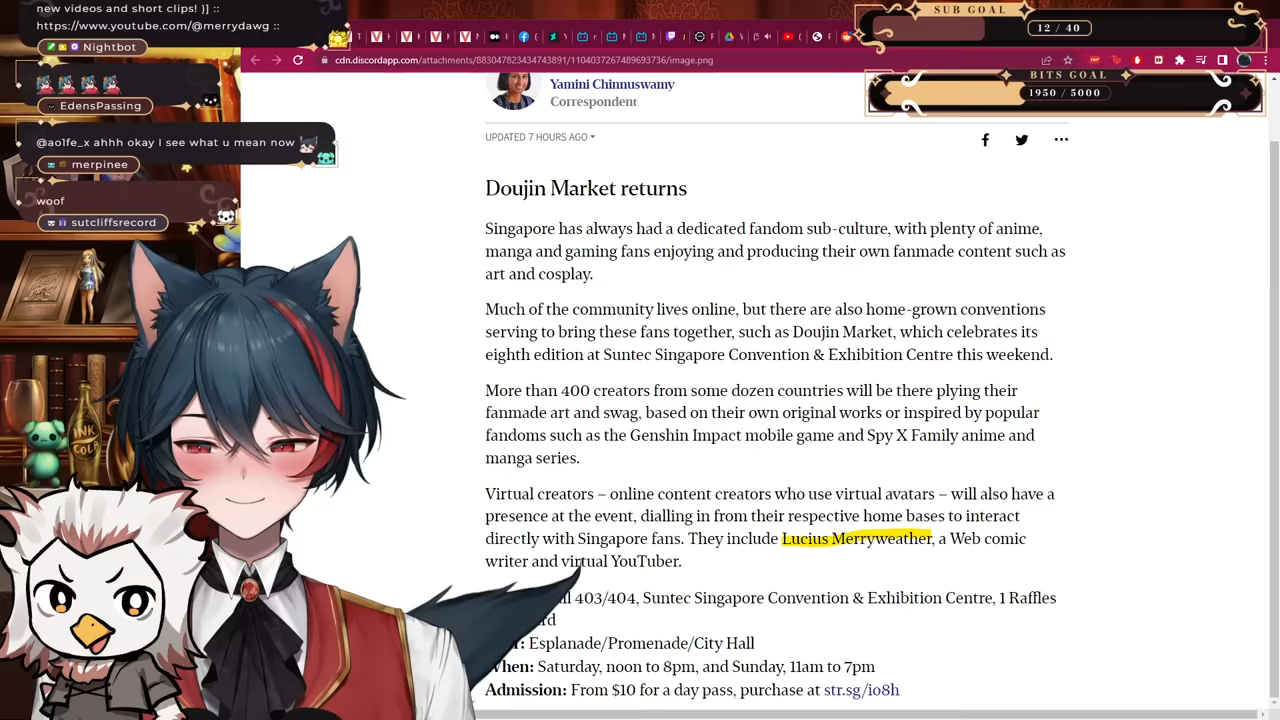 new videos and short clips! )] ::
https://www.youtube.com/@merrydawg ::
Nightbot
EdensPassing
@ao1fe_x ahhh okay I see what u mean now
merpinee
woof
sutcliffsrecord
cdn.discordapp.com/attachments/883047823434743891/1104037267489693736/image.png
SUB GOAL
12 / 40
BITS GOAL
1950 / 5000
Yamini Chinnuswamy
Correspondent
UPDATED 7 HOURS AGO
Doujin Market returns
Singapore has always had a dedicated fandom sub-culture, with plenty of anime,
manga and gaming fans enjoying and producing their own fanmade content such as
art and cosplay.
Much of the community lives online, but there are also home-grown conventions
serving to bring these fans together, such as Doujin Market, which celebrates its
eighth edition at Suntec Singapore Convention & Exhibition Centre this weekend.
More than 400 creators from some dozen countries will be there plying their
fanmade art and swag, based on their own original works or inspired by popular
fandoms such as the Genshin Impact mobile game and Spy X Family anime and
manga series.
Virtual creators – online content creators who use virtual avatars – will also have a
presence at the event, dialling in from their respective home bases to interact
directly with Singapore fans. They include Lucius Merryweather, a Web comic
writer and virtual YouTuber.
403/404, Suntec Singapore Convention & Exhibition Centre, 1 Raffles
Esplanade/Promenade/City Hall
When: Saturday, noon to 8pm, and Sunday, 11am to 7pm
Admission: From $10 for a day pass, purchase at str.sg/io8h
INK
COLA